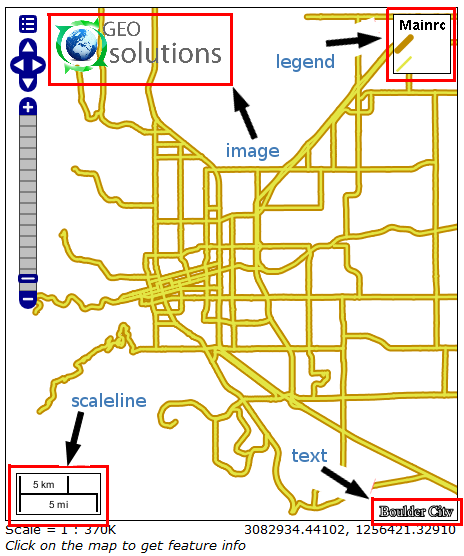 GEO
solutions
Mainrc
legend
image
scaleline
text
5 km
5 mi
Boulder City
Scale = 1 : 370K
3082934.44102, 1256421.32910
Click on the map to get feature info